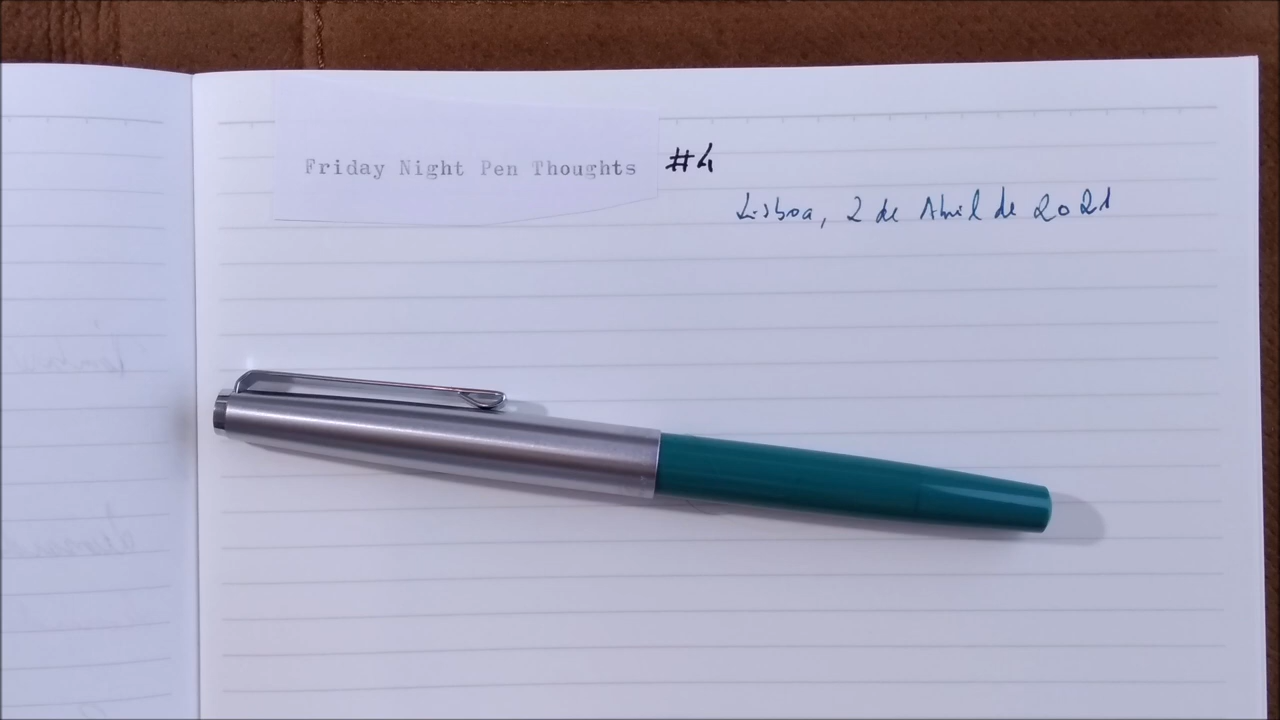 Friday Night Pen Thoughts #4
Lisboa, 2 de Abril de 2021